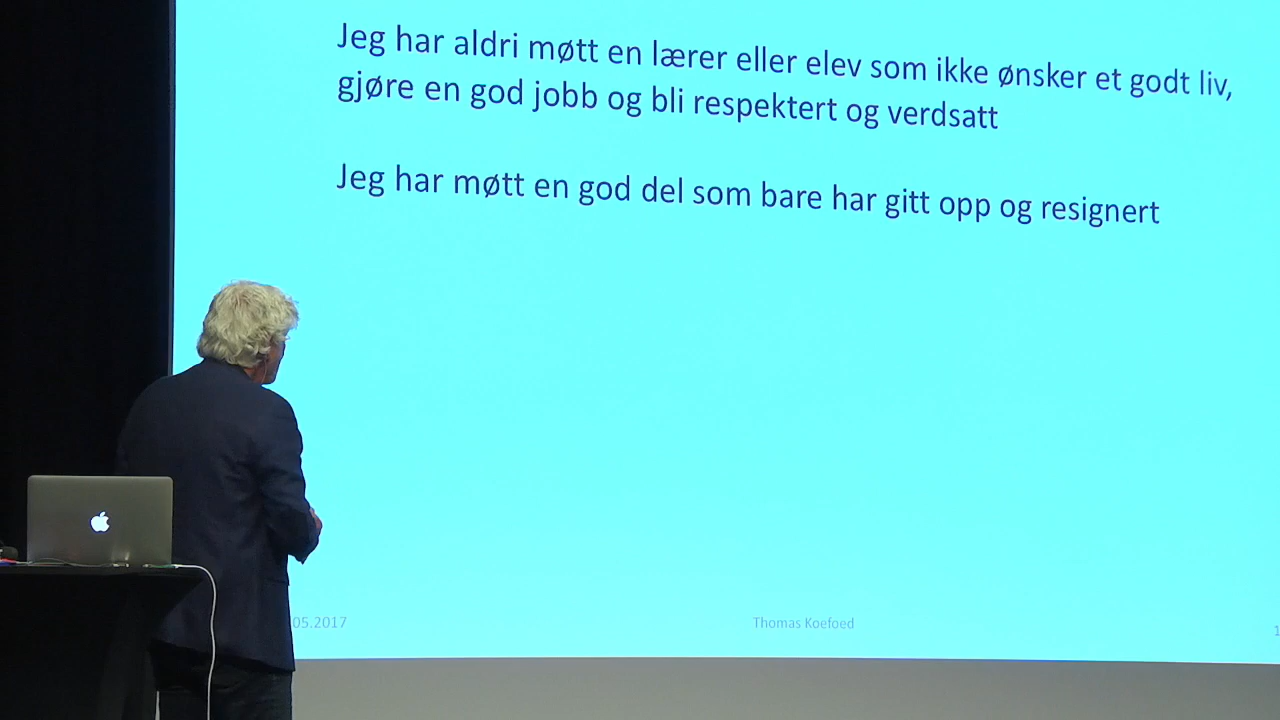 Jeg har aldri møtt en lærer eller elev som ikke ønsker et godt liv,
gjøre en god jobb og bli respektert og verdsatt
Jeg har møtt en god del som bare har gitt opp og resignert
05.2017
Thomas Koefoed
1